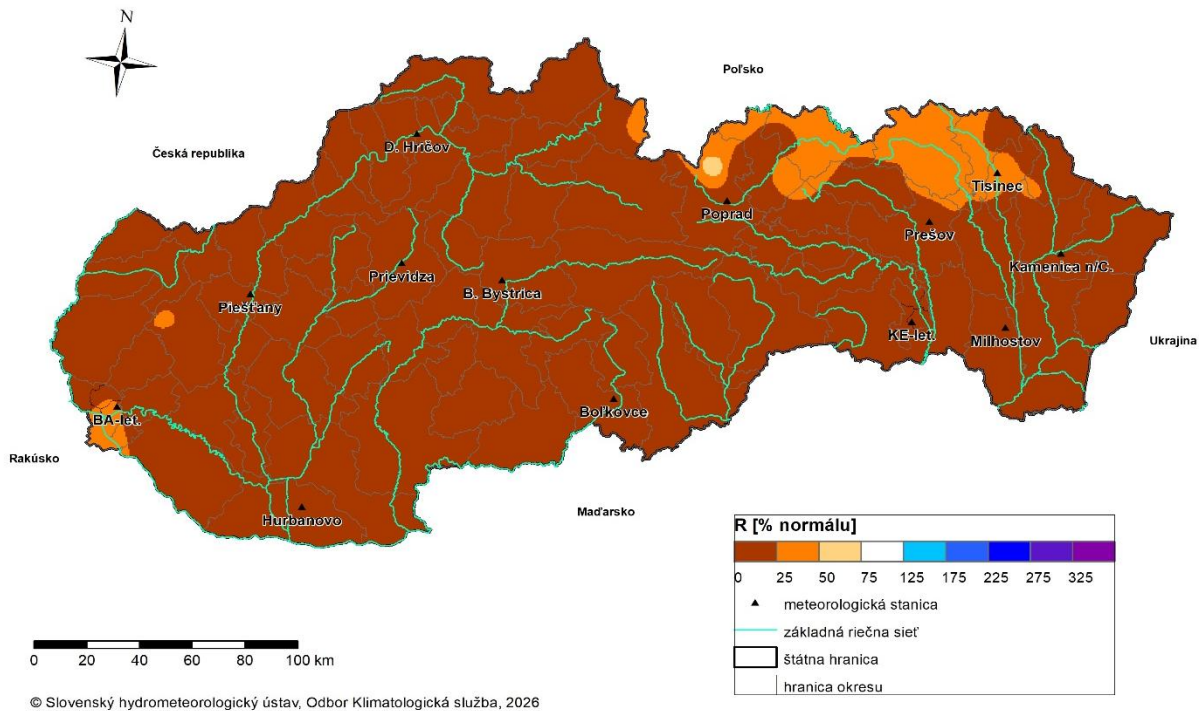 N
Poľsko
Česká republika
D. Hričov
Tisinec
Poprad
Prešov
Kamenica n/C.
Prievidza
B. Bystrica
Piešťany
KE-let.
Milhostov
Ukrajina
Boľkovce
BA-let.
Rakúsko
Maďarsko
Hurbanovo
R [% normálu]
0 25 50 75 125 175 225 275 325
meteorologická stanica
základná riečna sieť
štátna hranica
hranica okresu
0 20 40 60 80 100 km
© Slovenský hydrometeorologický ústav, Odbor Klimatologická služba, 2026